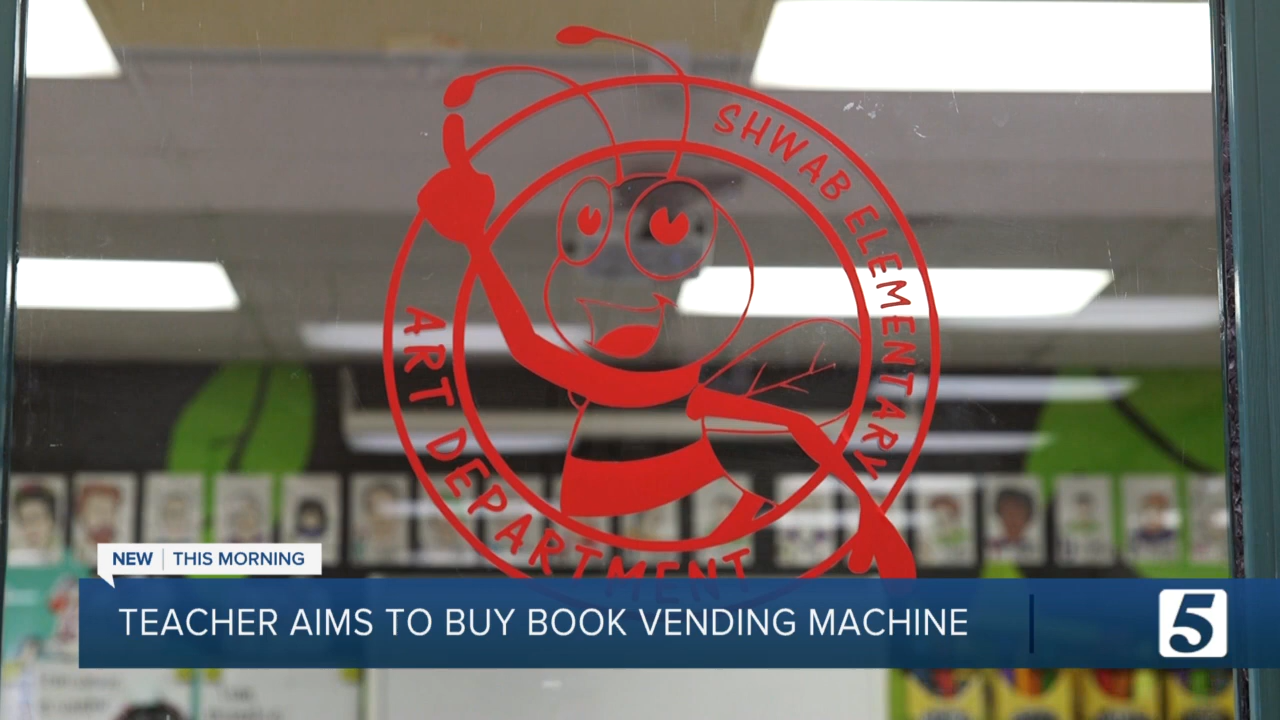 SHWAB ELEMENTARY
ART DEPARTMENT
NEW THIS MORNING
TEACHER AIMS TO BUY BOOK VENDING MACHINE
5